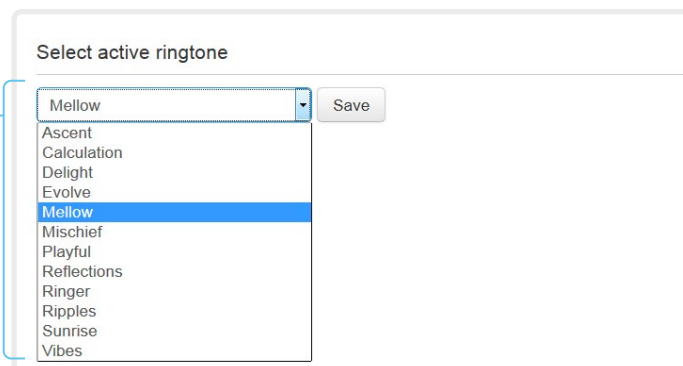 Select active ringtone
Mellow Save
Ascent
Calculation
Delight
Evolve
Mellow
Mischief
Playful
Reflections
Ringer
Ripples
Sunrise
Vibes